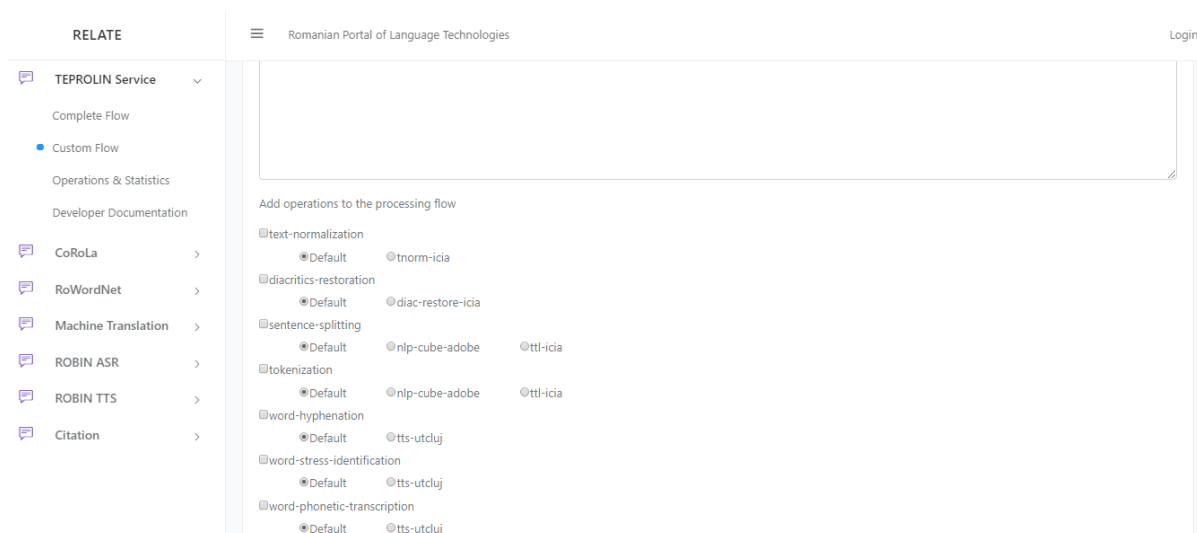 RELATE
Romanian Portal of Language Technologies
Login
TEPROLIN Service
Complete Flow
Custom Flow
Operations & Statistics
Developer Documentation
CoRoLa
RoWordNet
Machine Translation
ROBIN ASR
ROBIN TTS
Citation
Add operations to the processing flow
text-normalization
Default tnorm-icia
diacritics-restoration
Default diac-restore-icia
sentence-splitting
Default nlp-cube-adobe ttl-icia
tokenization
Default nlp-cube-adobe ttl-icia
word-hyphenation
Default tts-utcluj
word-stress-identification
Default tts-utcluj
word-phonetic-transcription
Default tts-utcluj